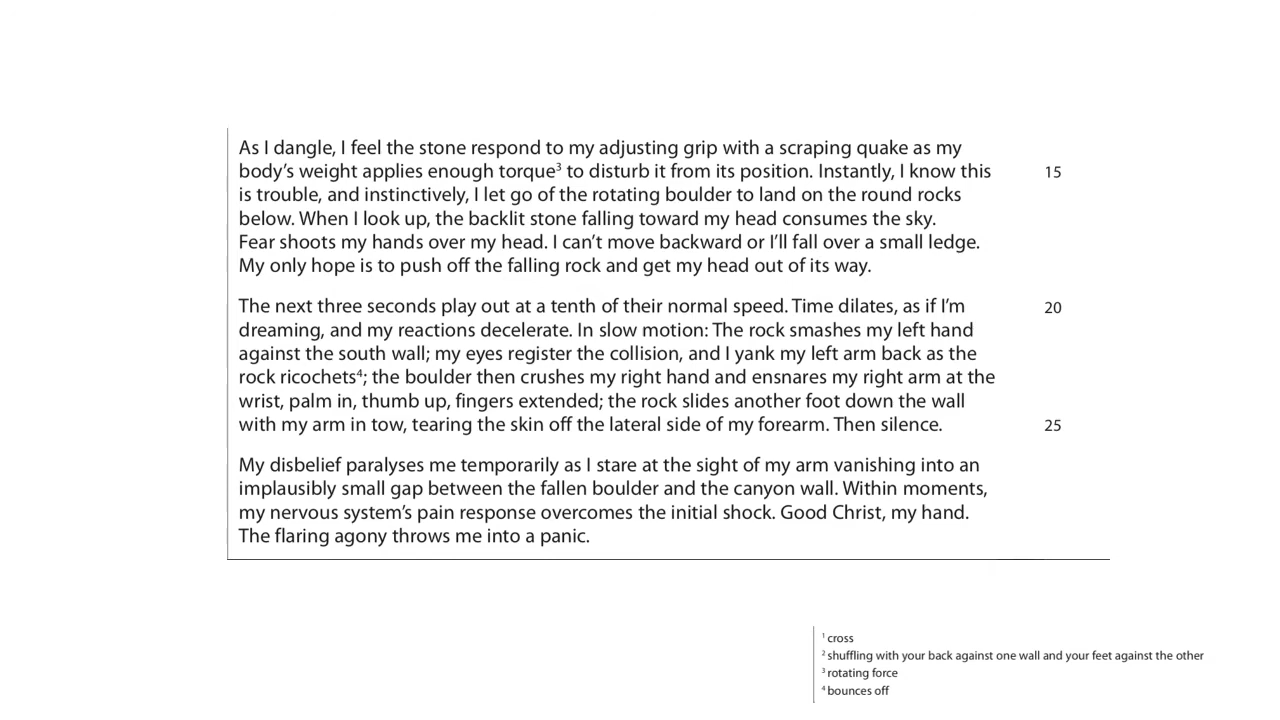 As I dangle, I feel the stone respond to my adjusting grip with a scraping quake as my
body’s weight applies enough torque³ to disturb it from its position. Instantly, I know this 15
is trouble, and instinctively, I let go of the rotating boulder to land on the round rocks
below. When I look up, the backlit stone falling toward my head consumes the sky.
Fear shoots my hands over my head. I can’t move backward or I’ll fall over a small ledge.
My only hope is to push off the falling rock and get my head out of its way.
The next three seconds play out at a tenth of their normal speed. Time dilates, as if I’m 20
dreaming, and my reactions decelerate. In slow motion: The rock smashes my left hand
against the south wall; my eyes register the collision, and I yank my left arm back as the
rock ricochets⁴; the boulder then crushes my right hand and ensnares my right arm at the
wrist, palm in, thumb up, fingers extended; the rock slides another foot down the wall
with my arm in tow, tearing the skin off the lateral side of my forearm. Then silence. 25
My disbelief paralyses me temporarily as I stare at the sight of my arm vanishing into an
implausibly small gap between the fallen boulder and the canyon wall. Within moments,
my nervous system’s pain response overcomes the initial shock. Good Christ, my hand.
The flaring agony throws me into a panic.
¹ cross
² shuffling with your back against one wall and your feet against the other
³ rotating force
⁴ bounces off